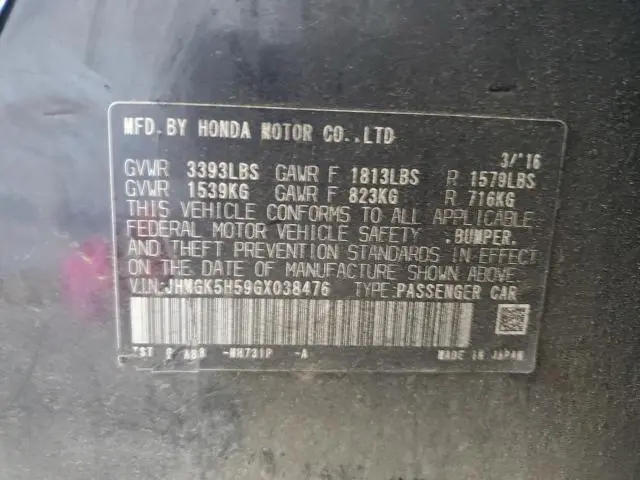 MFD.BY HONDA MOTOR CO.,LTD
3/'16
GVWR 3393LBS GAWR F 1813LBS R 1579LBS
GVWR 1539KG GAWR F 823KG R 716KG
THIS VEHICLE CONFORMS TO ALL APPLICABLE
FEDERAL MOTOR VEHICLE SAFETY ,BUMPER,
AND THEFT PREVENTION STANDARDS IN EFFECT
ON THE DATE OF MANUFACTURE SHOWN ABOVE.
V.I.N:JHMGK5H59GX038476 TYPE:PASSENGER CAR
NH731P -A MADE IN JAPAN